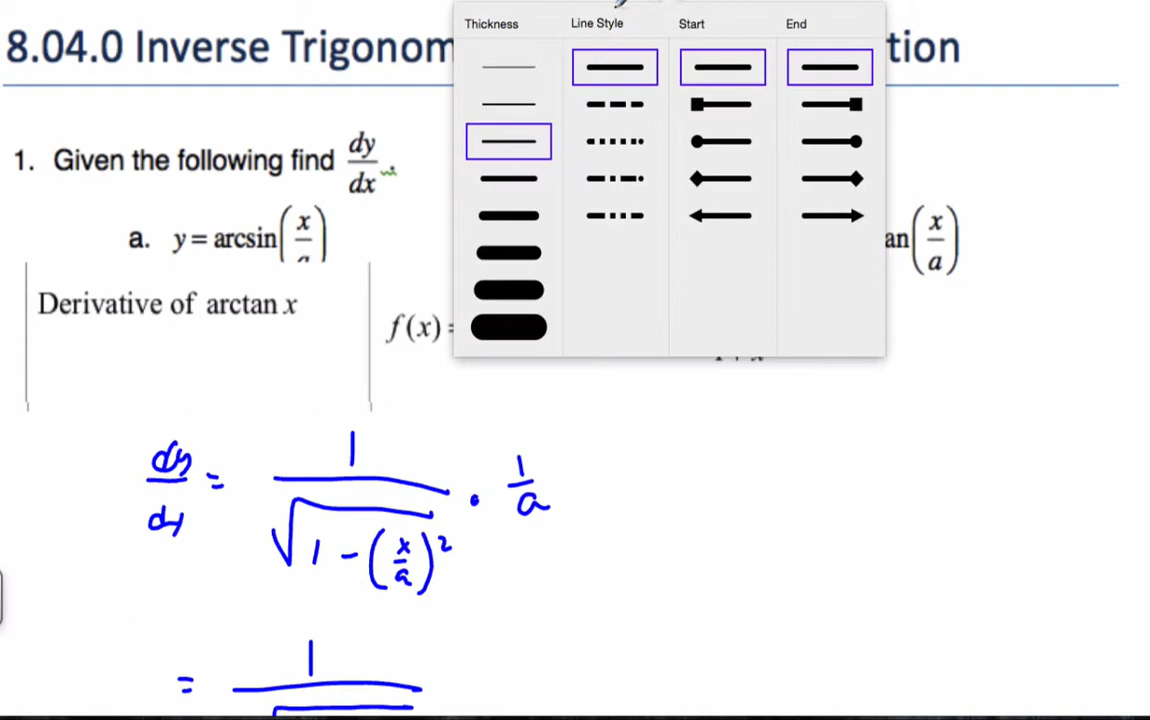 Thickness Line Style Start End
8.04.0 Inverse Trigonom tion
1. Given the following find dy/dx
a. y = arcsin(x/ an(x/a)
Derivative of arctan x
f(x) =
dy/dy = 1/√(1 - (x/a)²) · 1/a
= 1/√